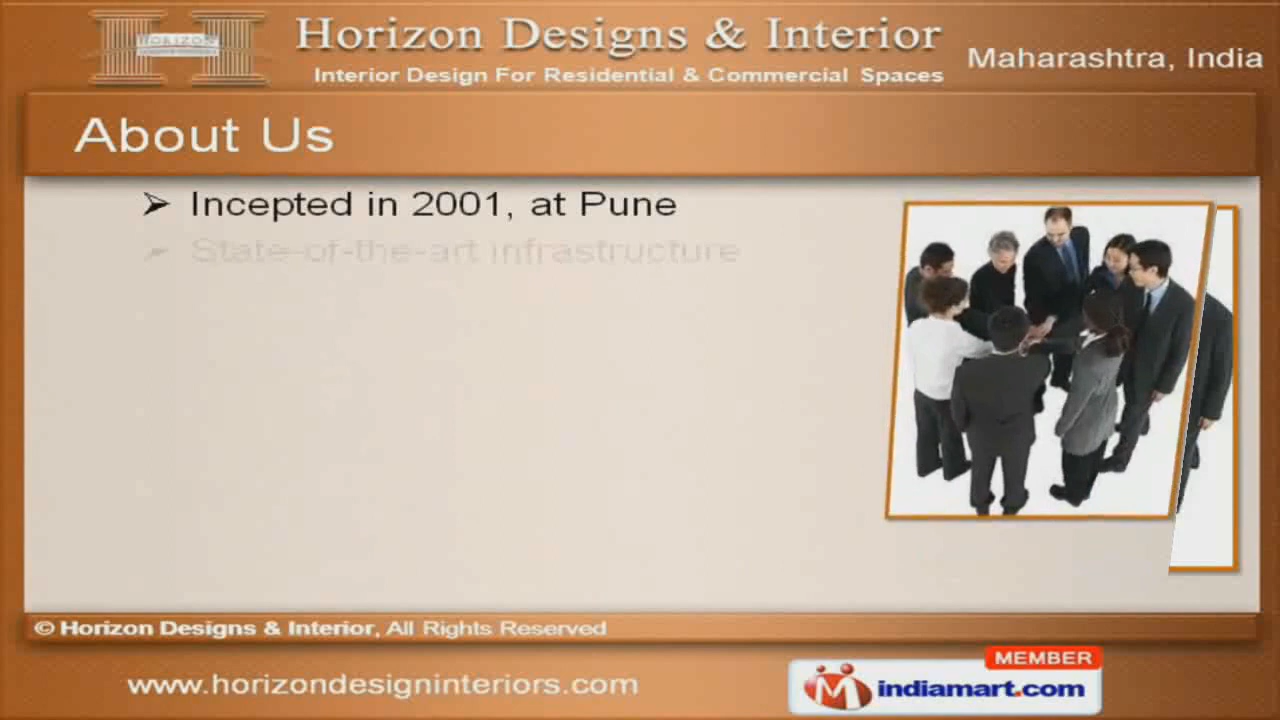 HORIZON
Horizon Designs & Interior
Interior Design For Residential & Commercial Spaces
Maharashtra, India
About Us
➢ Incepted in 2001, at Pune
➢ State-of-the-art infrastructure
© Horizon Designs & Interior, All Rights Reserved
www.horizondesigninteriors.com
MEMBER
indiamart.com